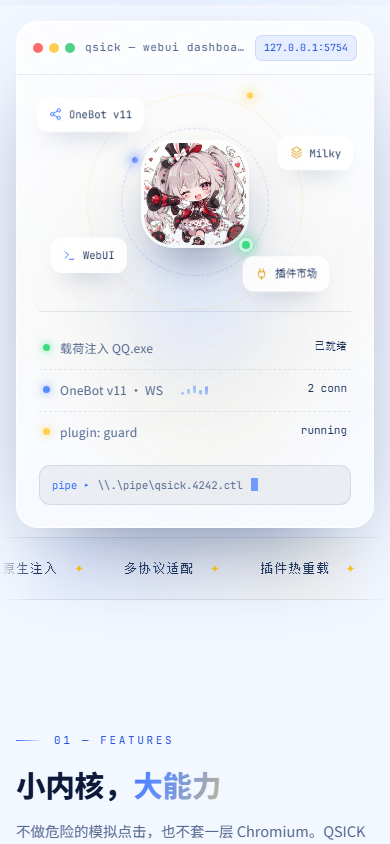 qsick — webui dashboa…
127.0.0.1:5754
OneBot v11
Milky
WebUI
插件市场
载荷注入 QQ.exe
已就绪
OneBot v11 · WS
2 conn
plugin: guard
running
pipe ‣ \\.\pipe\qsick.4242.ctl
原生注入 ✦ 多协议适配 ✦ 插件热重载 ✦
01 — FEATURES
小内核，大能力
不做危险的模拟点击，也不套一层 Chromium。QSICK